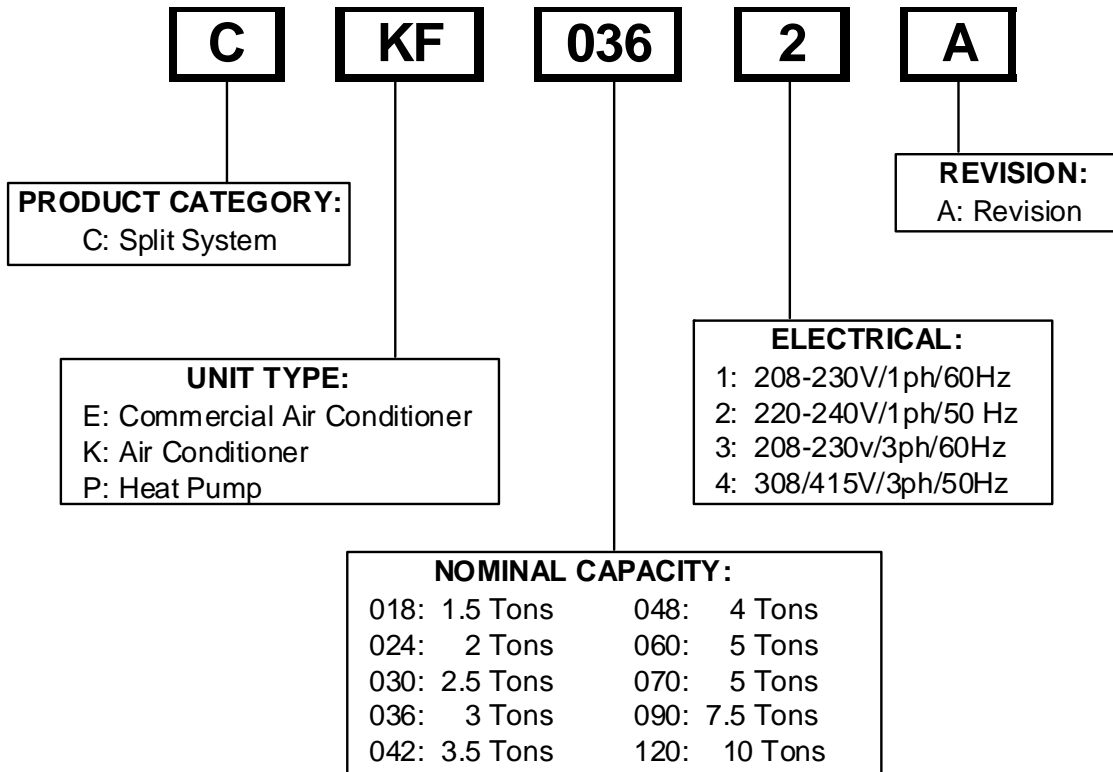 C KF 036 2 A
PRODUCT CATEGORY:
C: Split System
REVISION:
A: Revision
UNIT TYPE:
E: Commercial Air Conditioner
K: Air Conditioner
P: Heat Pump
ELECTRICAL:
1: 208-230V/1ph/60Hz
2: 220-240V/1ph/50 Hz
3: 208-230v/3ph/60Hz
4: 308/415V/3ph/50Hz
NOMINAL CAPACITY:
018: 1.5 Tons 048: 4 Tons
024: 2 Tons 060: 5 Tons
030: 2.5 Tons 070: 5 Tons
036: 3 Tons 090: 7.5 Tons
042: 3.5 Tons 120: 10 Tons